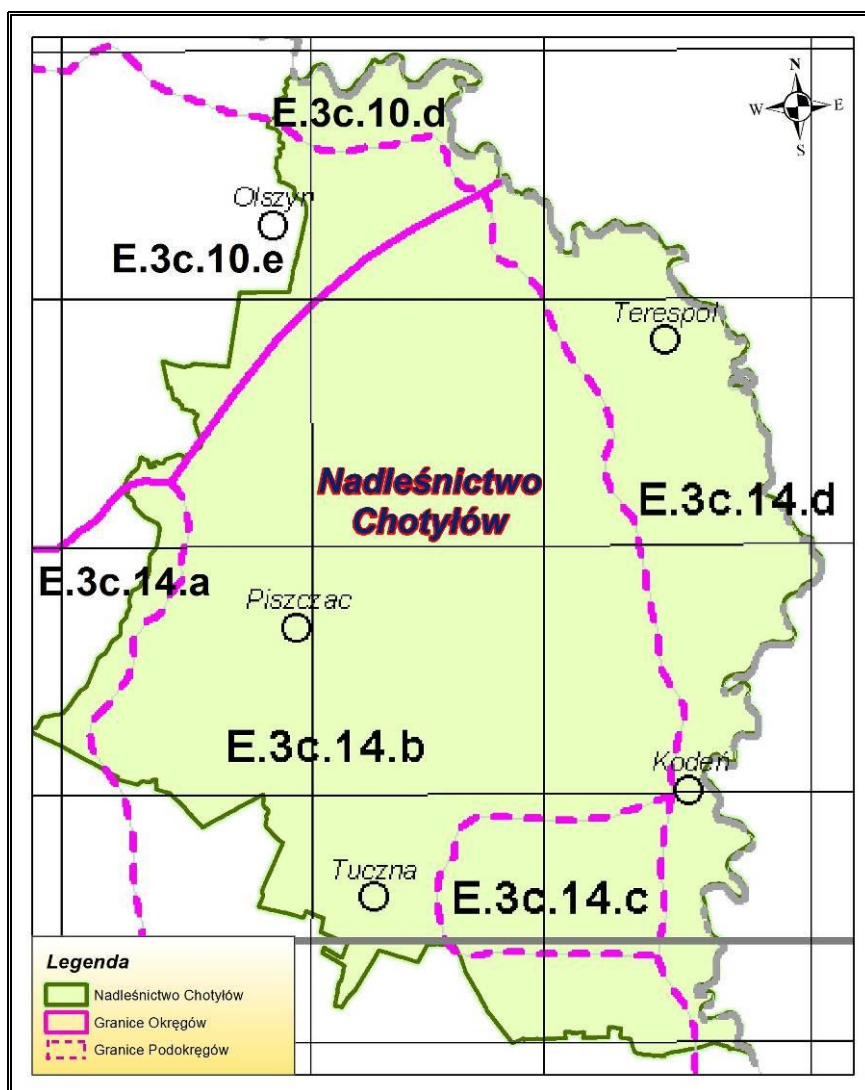 E.3c.10.d
N
W
E
S
Olszyn
E.3c.10.e
Terespol
Nadleśnictwo
Chotyłów
E.3c.14.d
E.3c.14.a
Piszczac
E.3c.14.b
Kodeń
Tuczna
E.3c.14.c
Legenda
Nadleśnictwo Chotyłów
Granice Okręgów
Granice Podokręgów